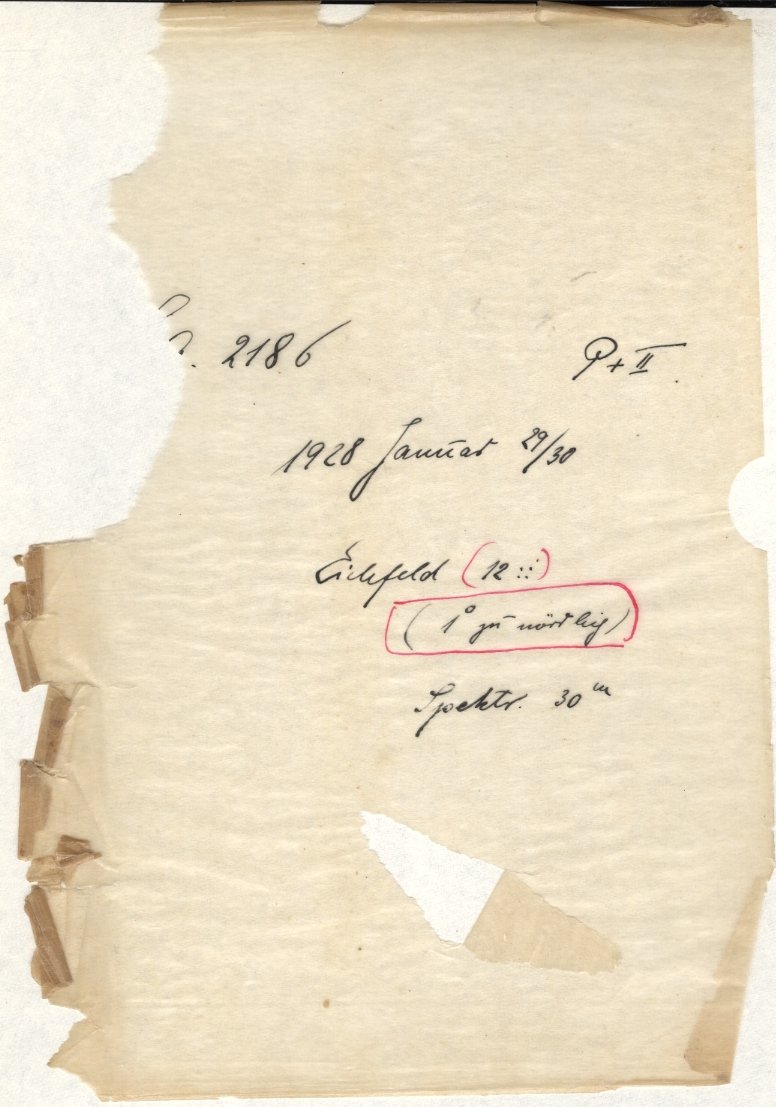 2186 P+II.
1928 Januar 29/30
Eichfeld (12 ::)
( 1° zu nördlich )
Spektr. 30m